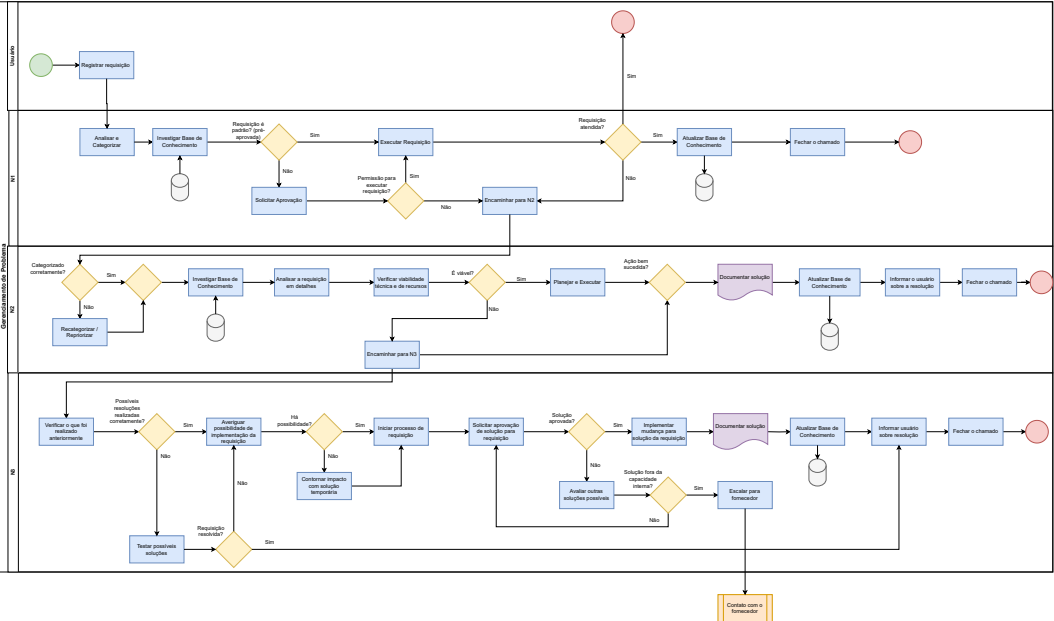 Gerenciamento de Problema
Usuário
Registrar requisição
Sim
N1
Analisar e
Categorizar
Investigar Base de
Conhecimento
Requisição é
padrão? (pré-
aprovada)
Sim
Não
Solicitar Aprovação
Permissão para
executar
requisição?
Sim
Não
Executar Requisição
Encaminhar para N2
Requisição
atendida?
Sim
Não
Atualizar Base de
Conhecimento
Fechar o chamado
N2
Categorizado
corretamente?
Sim
Não
Recategorizar /
Repriorizar
Investigar Base de
Conhecimento
Analisar a requisição
em detalhes
Verificar viabilidade
técnica e de recursos
É viável?
Sim
Não
Encaminhar para N3
Planejar e Executar
Ação bem
sucedida?
Documentar solução
Atualizar Base de
Conhecimento
Informar o usuário
sobre a resolução
Fechar o chamado
N3
Verificar o que foi
realizado
anteriormente
Possíveis
resoluções
realizadas
corretamente?
Sim
Não
Testar possíveis
soluções
Requisição
resolvida?
Não
Sim
Averiguar
possibilidade de
implementação da
requisição
Há
possibilidade?
Sim
Não
Contornar impacto
com solução
temporária
Iniciar processo de
requisição
Solicitar aprovação
de solução para
requisição
Solução
aprovada?
Sim
Não
Avaliar outras
soluções possíveis
Solução fora da
capacidade
interna?
Sim
Não
Escalar para
fornecedor
Implementar
mudança para
solução da requisição
Documentar solução
Atualizar Base de
Conhecimento
Informar usuário
sobre resolução
Fechar o chamado
Contato com o
fornecedor